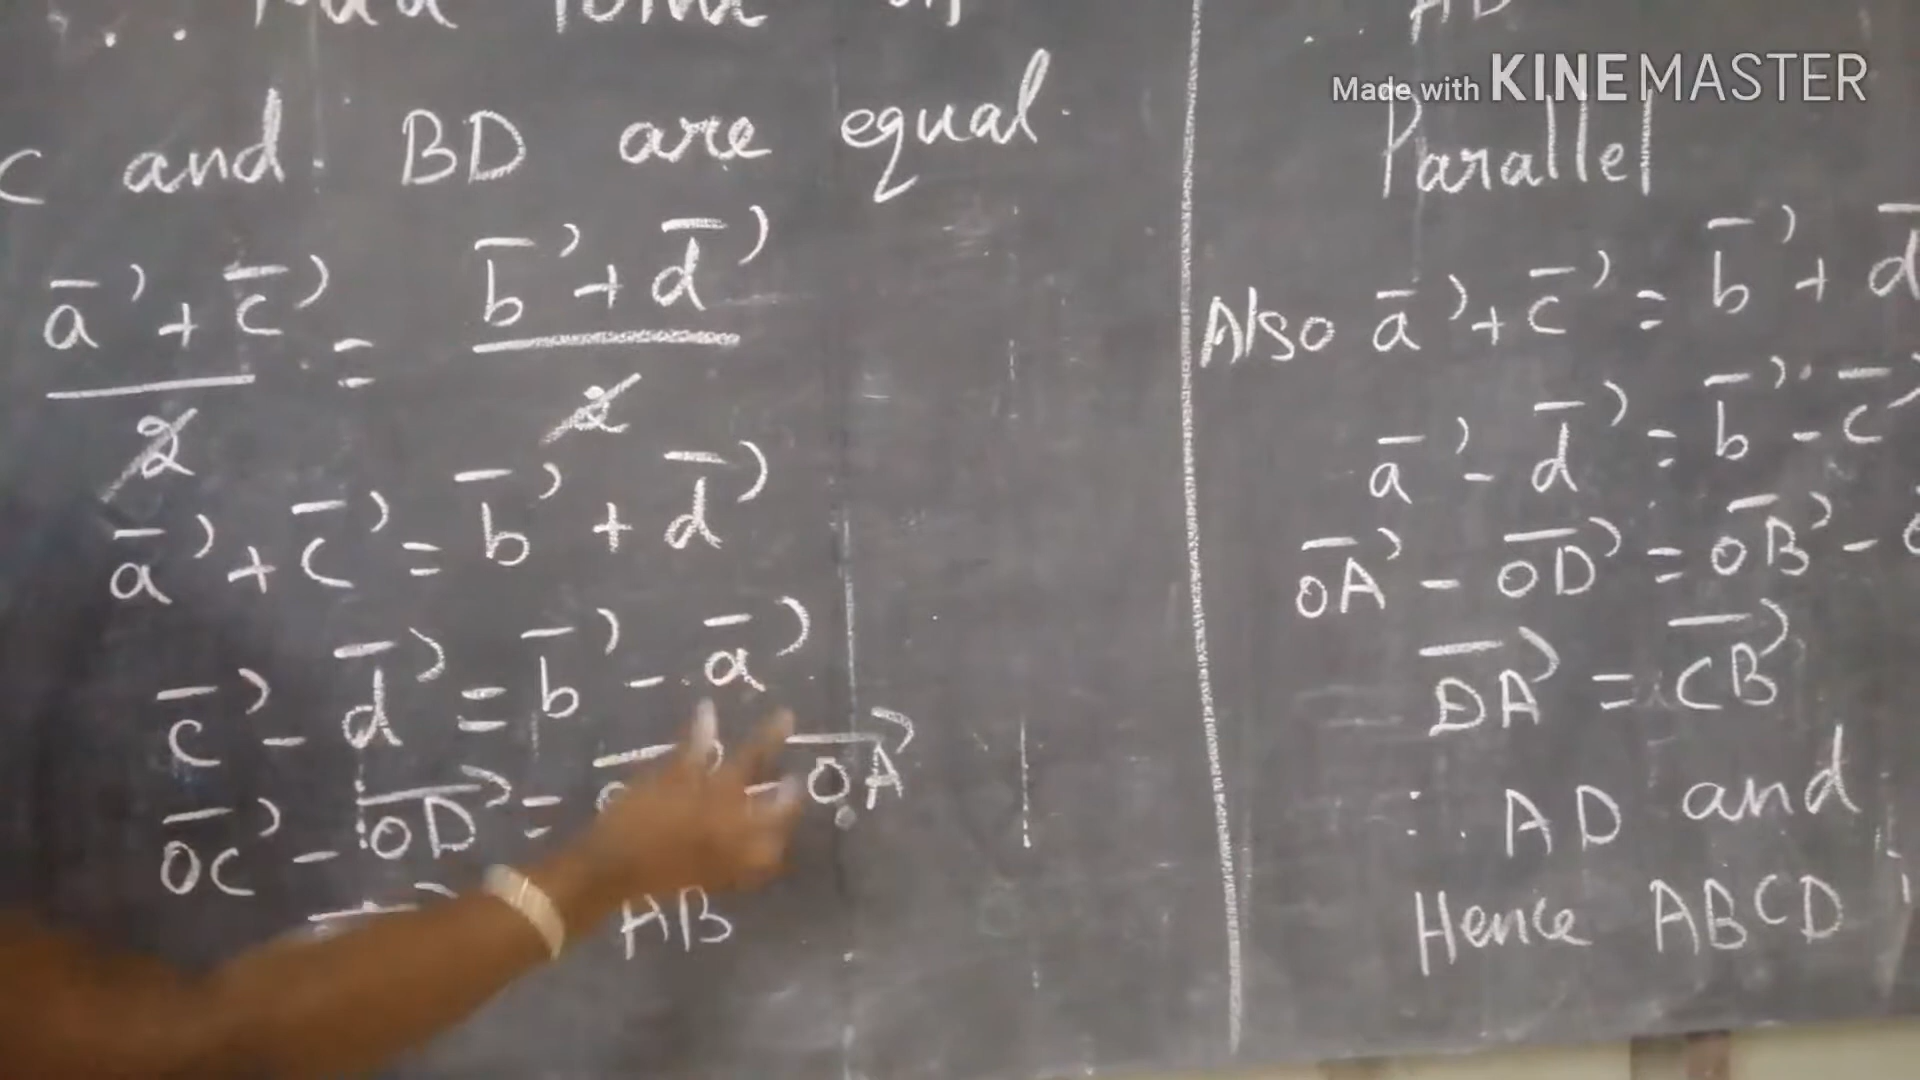 C and BD are equal.
a⃗ + c⃗ / 2 = b⃗ + d⃗ / 2
a⃗ + c⃗ = b⃗ + d⃗
c⃗ - d⃗ = b⃗ - a⃗
OC⃗ - OD⃗ = - OA⃗
AB
∴ AD
Parallel
Also a⃗ + c⃗ = b⃗ + d
a⃗ - d⃗ = b⃗ - c⃗
OA⃗ - OD⃗ = OB⃗ -
DA⃗ = CB⃗
∴ AD and
Hence ABCD
Made with KINEMASTER